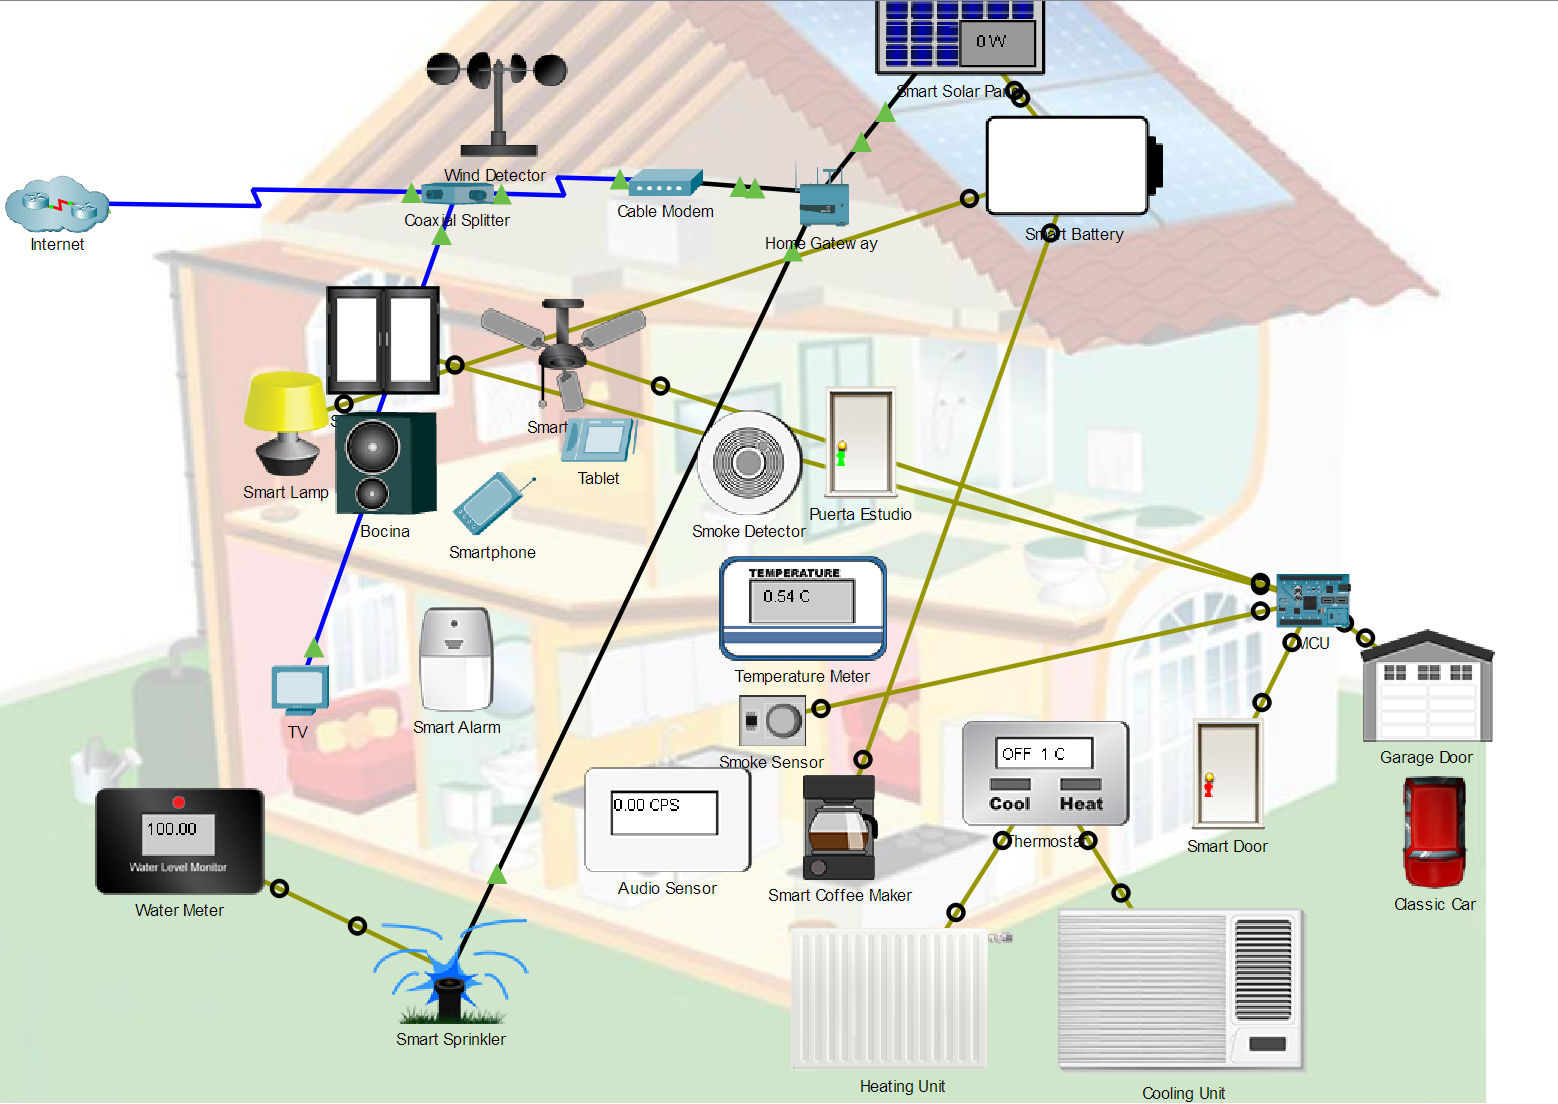 0 W
Smart Solar Pan
Wind Detector
Internet
Coaxial Splitter
Cable Modem
Home Gateway
Smart Battery
Smart
Tablet
Smart Lamp
Bocina
Smartphone
Smoke Detector
Puerta Estudio
TEMPERATURE
0.54 C
Temperature Meter
MCU
TV
Smart Alarm
Smoke Sensor
OFF 1 C
Cool Heat
Thermosta
Garage Door
Smart Door
Classic Car
100.00
Water Level Monitor
Water Meter
0.00 CPS
Audio Sensor
Smart Coffee Maker
Smart Sprinkler
Heating Unit
Cooling Unit